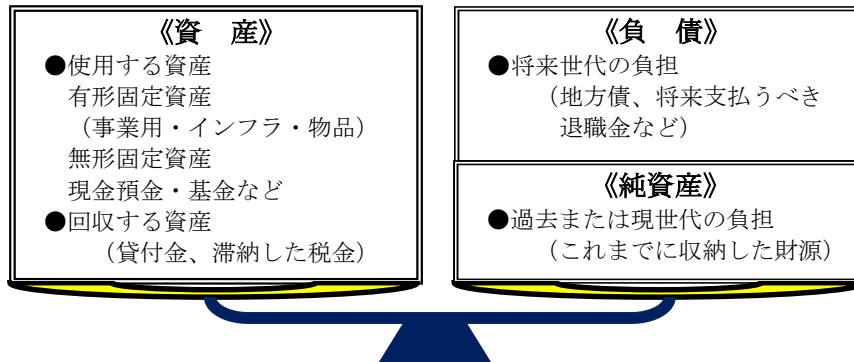 《資　産》
●使用する資産
有形固定資産
（事業用・インフラ・物品）
無形固定資産
現金預金・基金など
●回収する資産
（貸付金、滞納した税金）
《負　債》
●将来世代の負担
（地方債、将来支払うべき
退職金など）
《純資産》
●過去または現世代の負担
（これまでに収納した財源）